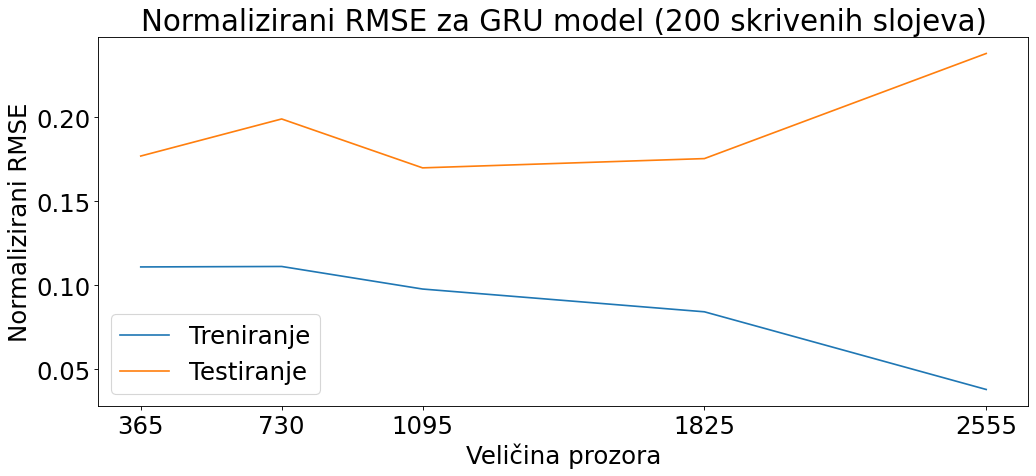 Normalizirani RMSE za GRU model (200 skrivenih slojeva)
Normalizirani RMSE
0.20
0.15
0.10
0.05
Treniranje
Testiranje
365 730 1095 1825 2555
Veličina prozora